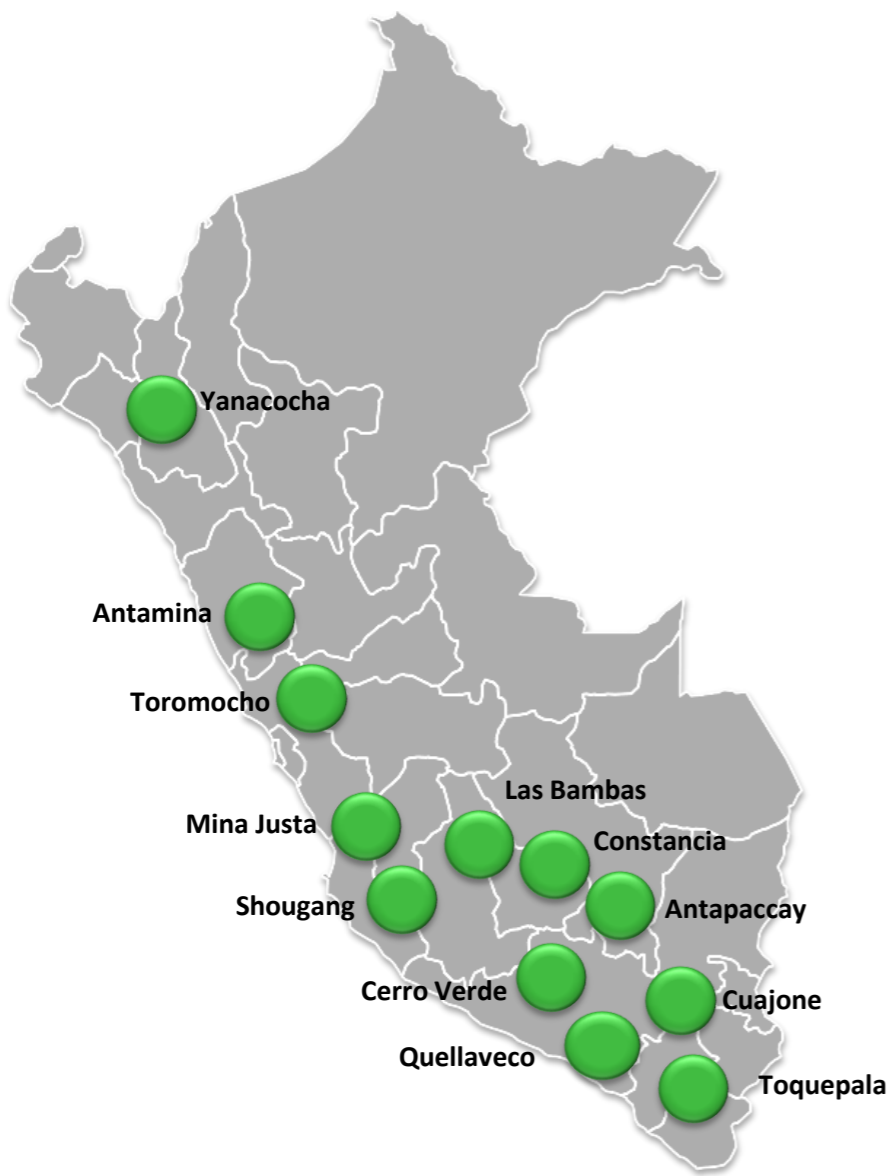 Yanacocha
Antamina
Toromocho
Las Bambas
Mina Justa
Constancia
Shougang
Antapaccay
Cerro Verde
Cuajone
Quellaveco
Toquepala